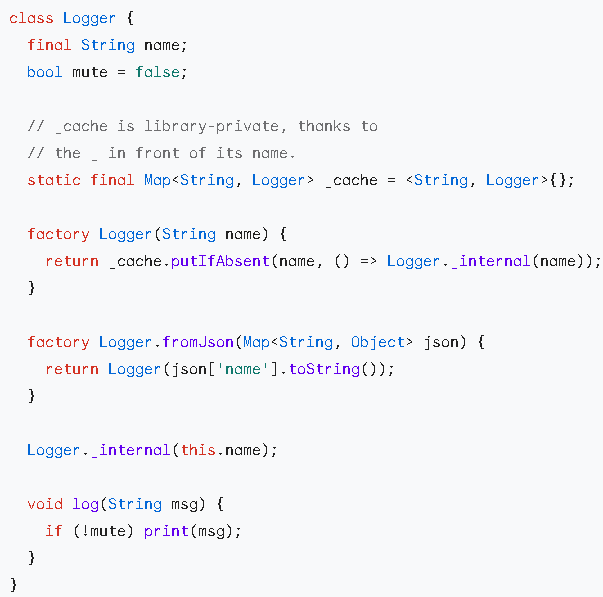 class Logger {
  final String name;
  bool mute = false;

  // _cache is library-private, thanks to
  // the _ in front of its name.
  static final Map<String, Logger> _cache = <String, Logger>{};

  factory Logger(String name) {
    return _cache.putIfAbsent(name, () => Logger._internal(name));
  }

  factory Logger.fromJson(Map<String, Object> json) {
    return Logger(json['name'].toString());
  }

  Logger._internal(this.name);

  void log(String msg) {
    if (!mute) print(msg);
  }
}